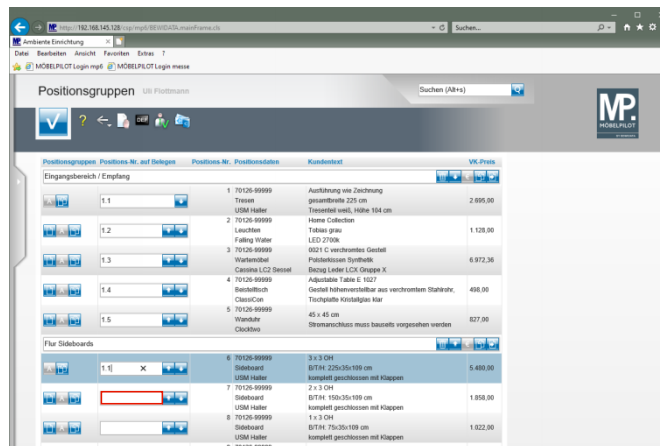 http://192.168.145.128/csp/mp6/BEWIDATA.mainFrame.cls
Suchen...
Ambiente Einrichtung
Datei Bearbeiten Ansicht Favoriten Extras ?
MÖBELPILOT Login mp6 MÖBELPILOT Login messe
Positionsgruppen Uli Flottmann
Suchen (Alt+s)
MP.
MÖBELPILOT
Positionsgruppen Positions-Nr. auf Belegen Positions-Nr. Positionsdaten Kundentext VK-Preis
Eingangsbereich / Empfang
1 70126-99999 Ausführung wie Zeichnung
1.1 Tresen gesamtbreite 225 cm 2.695,00
USM Haller Tresenteil weiß, Höhe 104 cm
2 70126-99999 Home Collection
1.2 Leuchten Tobias grau 1.128,00
Falling Water LED 2700k
3 70126-99999 0021 C verchromtes Gestell
1.3 Wartemöbel Polsterkissen Synthetik 6.972,36
Cassina LC2 Sessel Bezug Leder LCX Gruppe X
4 70126-99999 Adjustable Table E 1027
1.4 Beistelltisch Gestell höhenverstellbar aus verchromtem Stahlrohr, 498,00
ClassiCon Tischplatte Kristallglas klar
5 70126-99999 45 x 45 cm
1.5 Wanduhr Stromanschluss muss bauseits vorgesehen werden 827,00
Clocktwo
Flur Sideboards
6 70126-99999 3 x 3 OH
1.1 Sideboard B/T/H: 225x35x109 cm 5.480,00
USM Haller komplett geschlossen mit Klappen
7 70126-99999 2 x 3 OH
Sideboard B/T/H: 150x35x109 cm 1.858,00
USM Haller komplett geschlossen mit Klappen
8 70126-99999 1 x 3 OH
Sideboard B/T/H: 75x35x109 cm 1.022,00
USM Haller komplett geschlossen mit Klappen